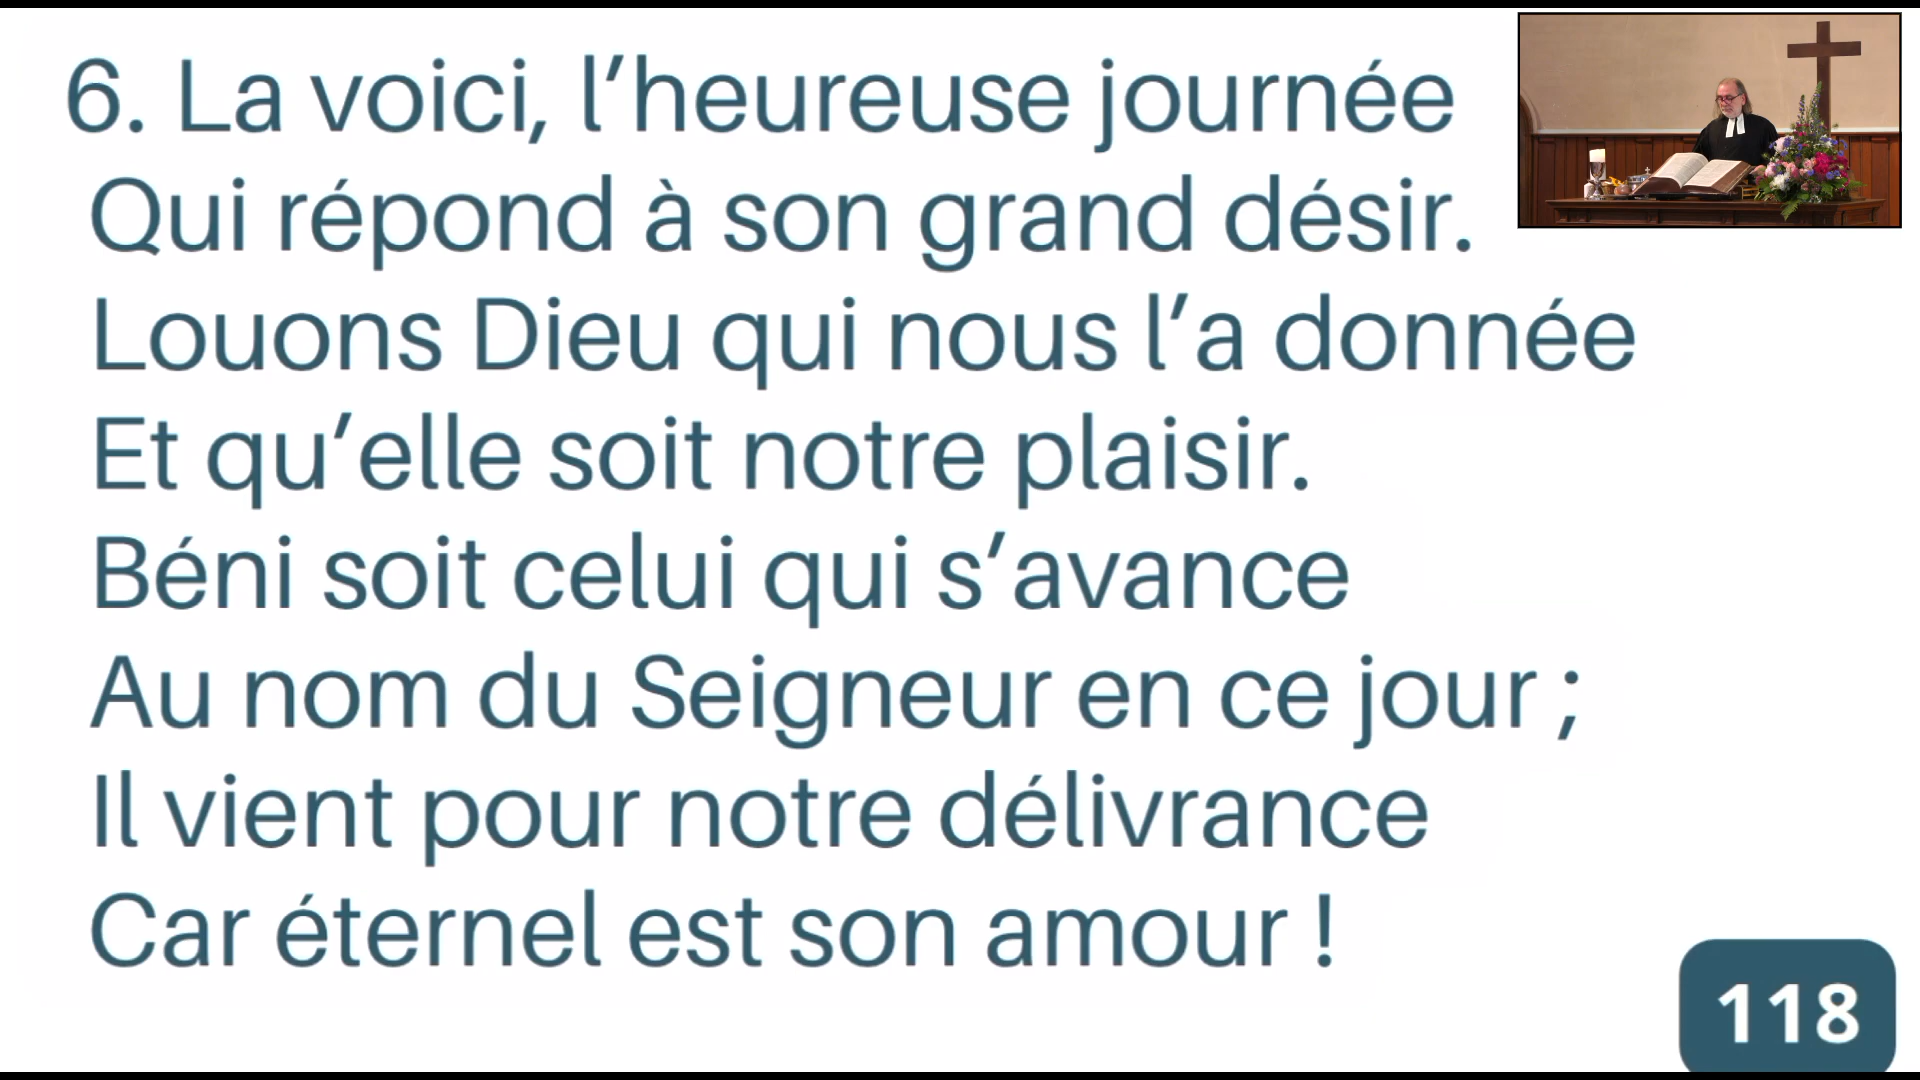 6. La voici, l’heureuse journée
Qui répond à son grand désir.
Louons Dieu qui nous l’a donnée
Et qu’elle soit notre plaisir.
Béni soit celui qui s’avance
Au nom du Seigneur en ce jour ;
Il vient pour notre délivrance
Car éternel est son amour !
118